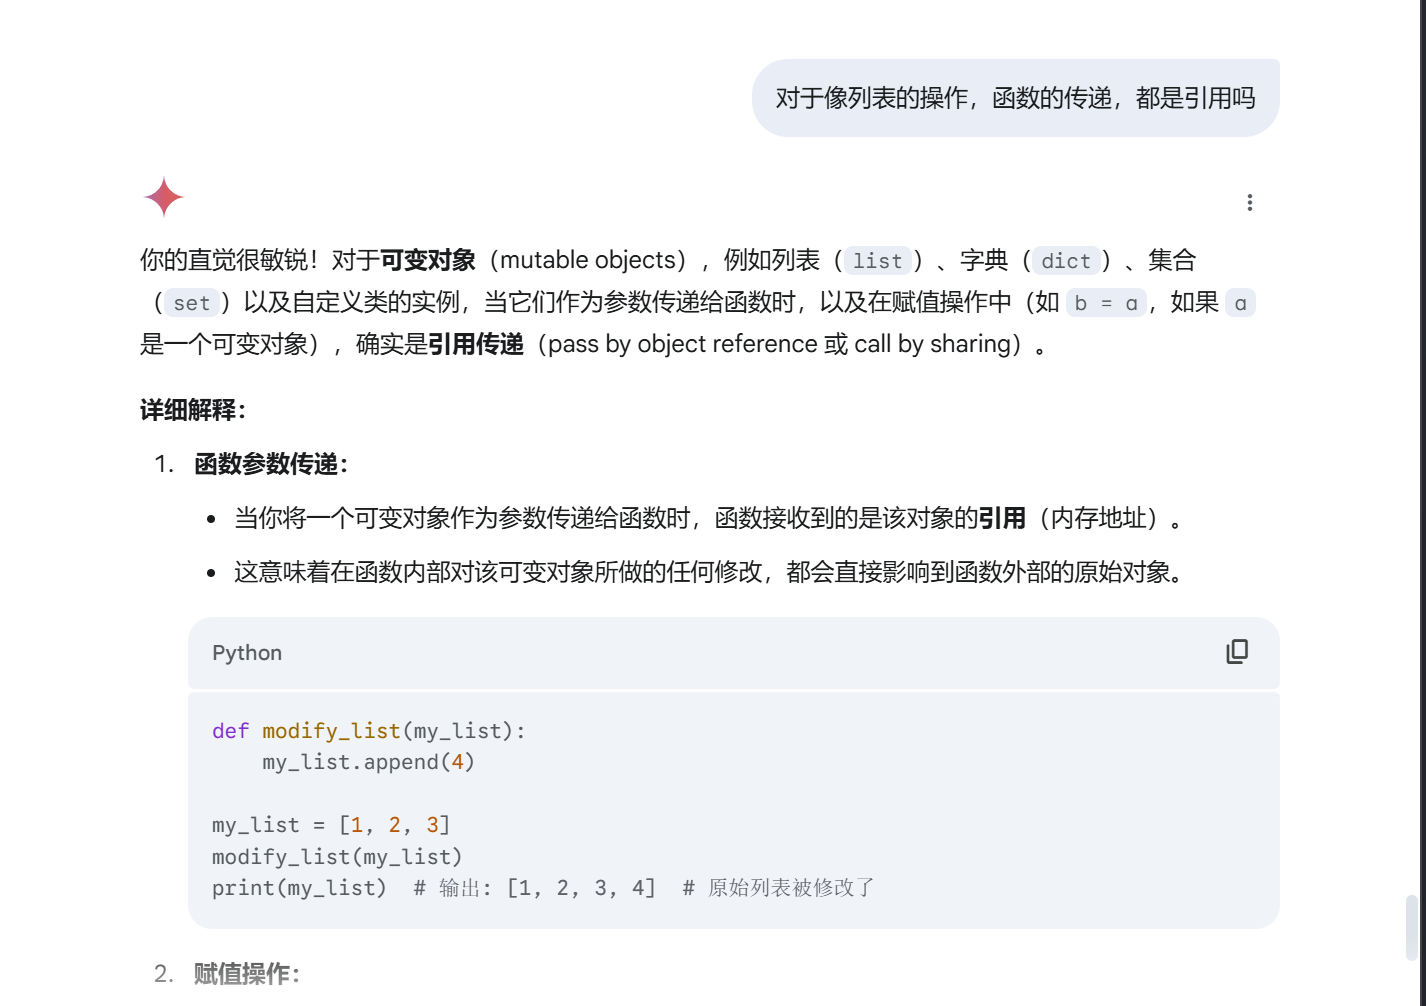 对于像列表的操作，函数的传递，都是引用吗
你的直觉很敏锐！对于可变对象（mutable objects），例如列表（list）、字典（dict）、集合
（set）以及自定义类的实例，当它们作为参数传递给函数时，以及在赋值操作中（如 b = a，如果 a
是一个可变对象），确实是引用传递（pass by object reference 或 call by sharing）。
详细解释：
1. 函数参数传递：
• 当你将一个可变对象作为参数传递给函数时，函数接收到的是该对象的引用（内存地址）。
• 这意味着在函数内部对该可变对象所做的任何修改，都会直接影响到函数外部的原始对象。
Python
def modify_list(my_list):
    my_list.append(4)
my_list = [1, 2, 3]
modify_list(my_list)
print(my_list)  # 输出: [1, 2, 3, 4]  # 原始列表被修改了
2. 赋值操作：